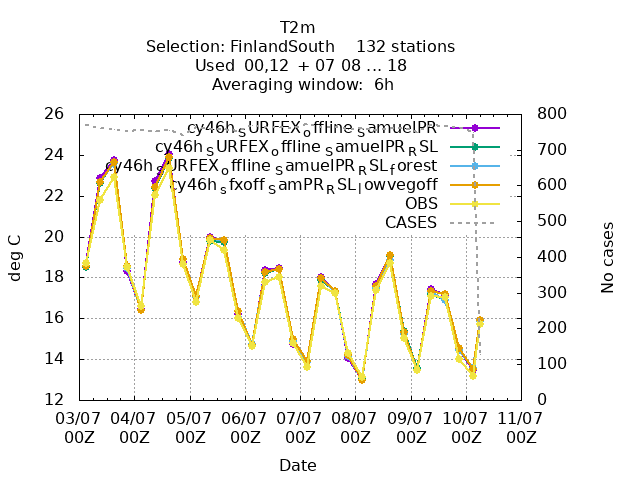 T2m
Selection: FinlandSouth 132 stations
Used 00,12 + 07 08 ... 18
Averaging window: 6h
cy46h_SURFEX_offline_SamuelPR
cy46h_SURFEX_offline_SamuelPR_RSL
cy46h_SURFEX_offline_SamuelPR_RSL_forest
cy46h_sfxoff_SamPR_RSL_lowvegoff
OBS
CASES
26
24
22
20
18
16
14
12
deg C
800
700
600
500
400
300
200
100
0
No cases
03/07 04/07 05/07 06/07 07/07 08/07 09/07 10/07 11/07
00Z 00Z 00Z 00Z 00Z 00Z 00Z 00Z 00Z
Date